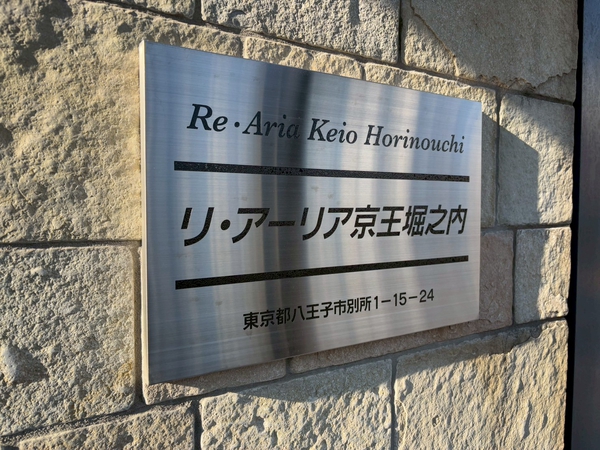 Re・Aria Keio Horinouchi
リ・アーリア京王堀之内
東京都八王子市別所1-15-24